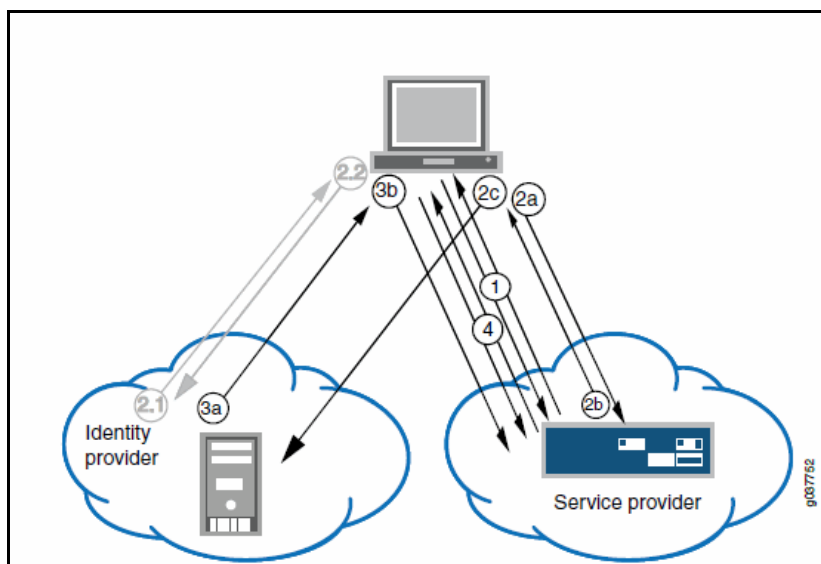 2.2
3b
2c
2a
1
4
2.1
3a
2b
Identity
provider
Service provider
g037752